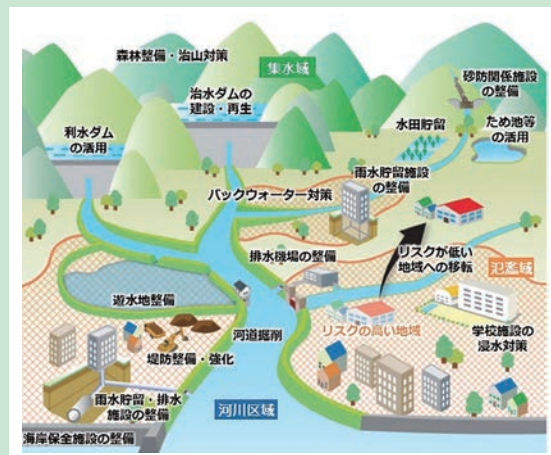 森林整備・治山対策
集水域
砂防関係施設
の整備
治水ダムの
建設・再生
水田貯留
ため池等
の活用
利水ダム
の活用
雨水貯留施設
の整備
バックウォーター対策
排水機場の整備
リスクが低い
地域への移転
氾濫域
遊水地整備
河道掘削
リスクの高い地域
学校施設の
浸水対策
堤防整備・強化
雨水貯留・排水
施設の整備
河川区域
海岸保全施設の整備